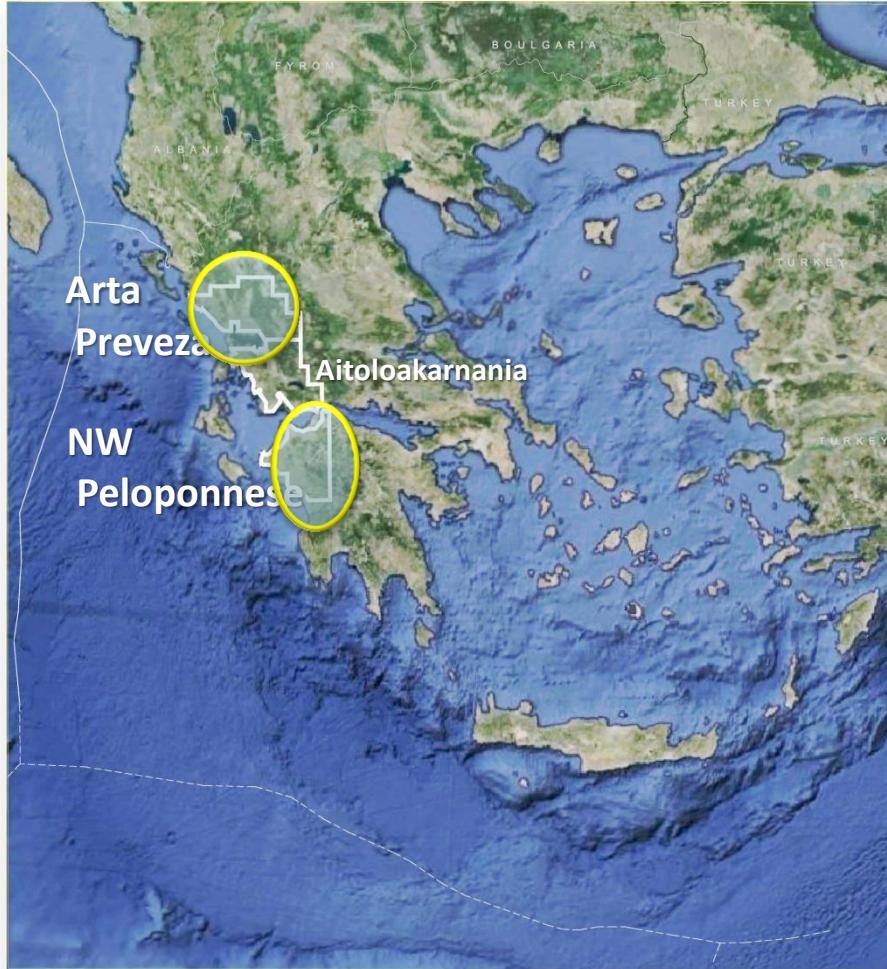 BOULGARIA
FYROM
TURKEY
ALBANIA
TURKEY
Arta
Preveza
Aitoloakarnania
TURKEY
NW
Peloponnese